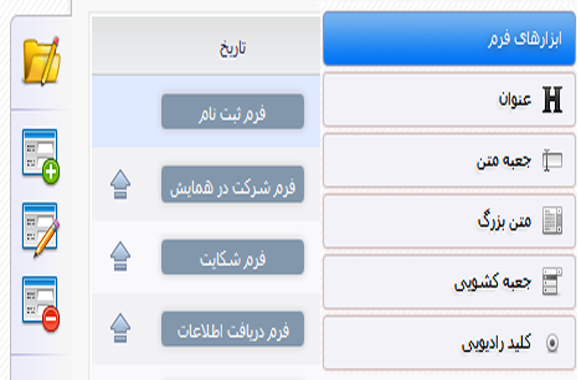 ابزارهای فرم
عنوان
جعبه متن
متن بزرگ
جعبه کشویی
کلید رادیویی
تاریخ
فرم ثبت نام
فرم شرکت در همایش
فرم شکایت
فرم دریافت اطلاعات